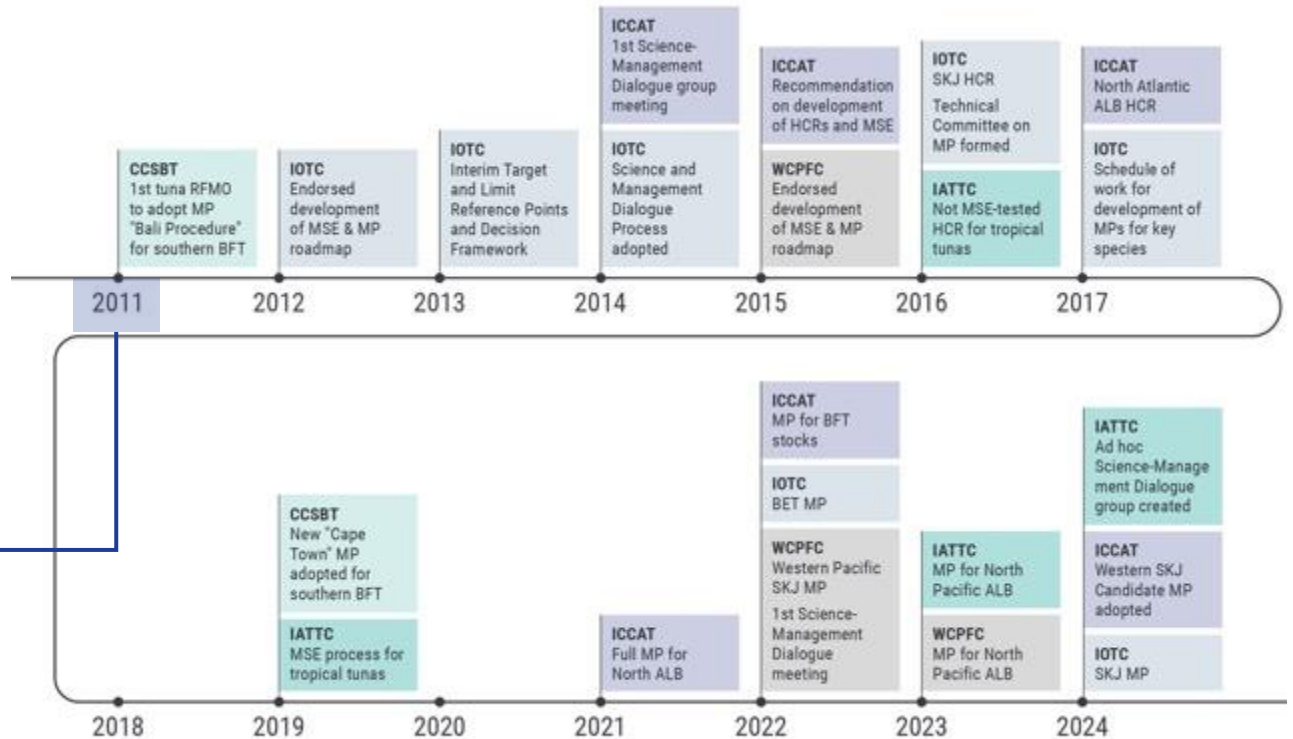 CCSBT
1st tuna RFMO
to adopt MP
"Bali Procedure"
for southern BFT
IOTC
Endorsed
development
of MSE & MP
roadmap
IOTC
Interim Target
and Limit
Reference Points
and Decision
Framework
ICCAT
1st Science-
Management
Dialogue group
meeting
IOTC
Science and
Management
Dialogue
Process
adopted
ICCAT
Recommendation
on development
of HCRs and MSE
WCPFC
Endorsed
development
of MSE & MP
roadmap
IOTC
SKJ HCR
Technical
Committee on
MP formed
IATTC
Not MSE-tested
HCR for tropical
tunas
ICCAT
North Atlantic
ALB HCR
IOTC
Schedule of
work for
development of
MPs for key
species
2011 2012 2013 2014 2015 2016 2017
CCSBT
New "Cape
Town" MP
adopted for
southern BFT
IATTC
MSE process for
tropical tunas
ICCAT
Full MP for
North ALB
ICCAT
MP for BFT
stocks
IOTC
BET MP
WCPFC
Western Pacific
SKJ MP
1st Science-
Management
Dialogue
meeting
IATTC
MP for North
Pacific ALB
WCPFC
MP for North
Pacific ALB
IATTC
Ad hoc
Science-Manage
ment Dialogue
group created
ICCAT
Western SKJ
Candidate MP
adopted
IOTC
SKJ MP
2018 2019 2020 2021 2022 2023 2024